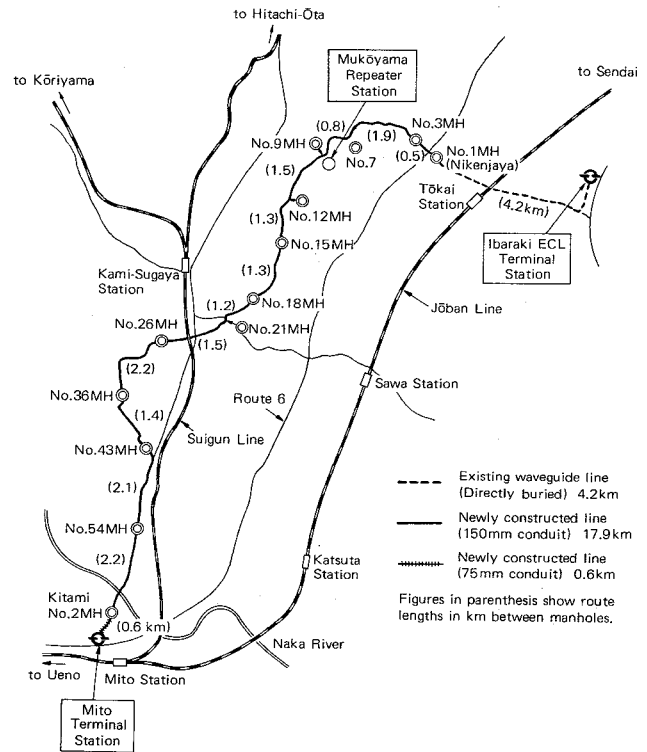 to Hitachi-Ōta
to Kōriyama
to Sendai
Mukōyama
Repeater
Station
No.3MH
(0.8)
(1.9)
No.9MH
No.7
No.1MH
(Nikenjaya)
(0.5)
(1.5)
Tōkai
Station
(4.2km)
No.12MH
(1.3)
No.15MH
Ibaraki ECL
Terminal
Station
Kami-Sugaya
Station
(1.3)
No.18MH
Jōban Line
(1.2)
No.21MH
No.26MH
(1.5)
(2.2)
Sawa Station
No.36MH
Route 6
(1.4)
Suigun Line
No.43MH
(2.1)
No.54MH
(2.2)
Katsuta
Station
Kitami
No.2MH
(0.6 km)
Naka River
to Ueno
Mito Station
Mito
Terminal
Station
Existing waveguide line
(Directly buried) 4.2km
Newly constructed line
(150mm conduit) 17.9km
Newly constructed line
(75mm conduit) 0.6km
Figures in parenthesis show route
lengths in km between manholes.